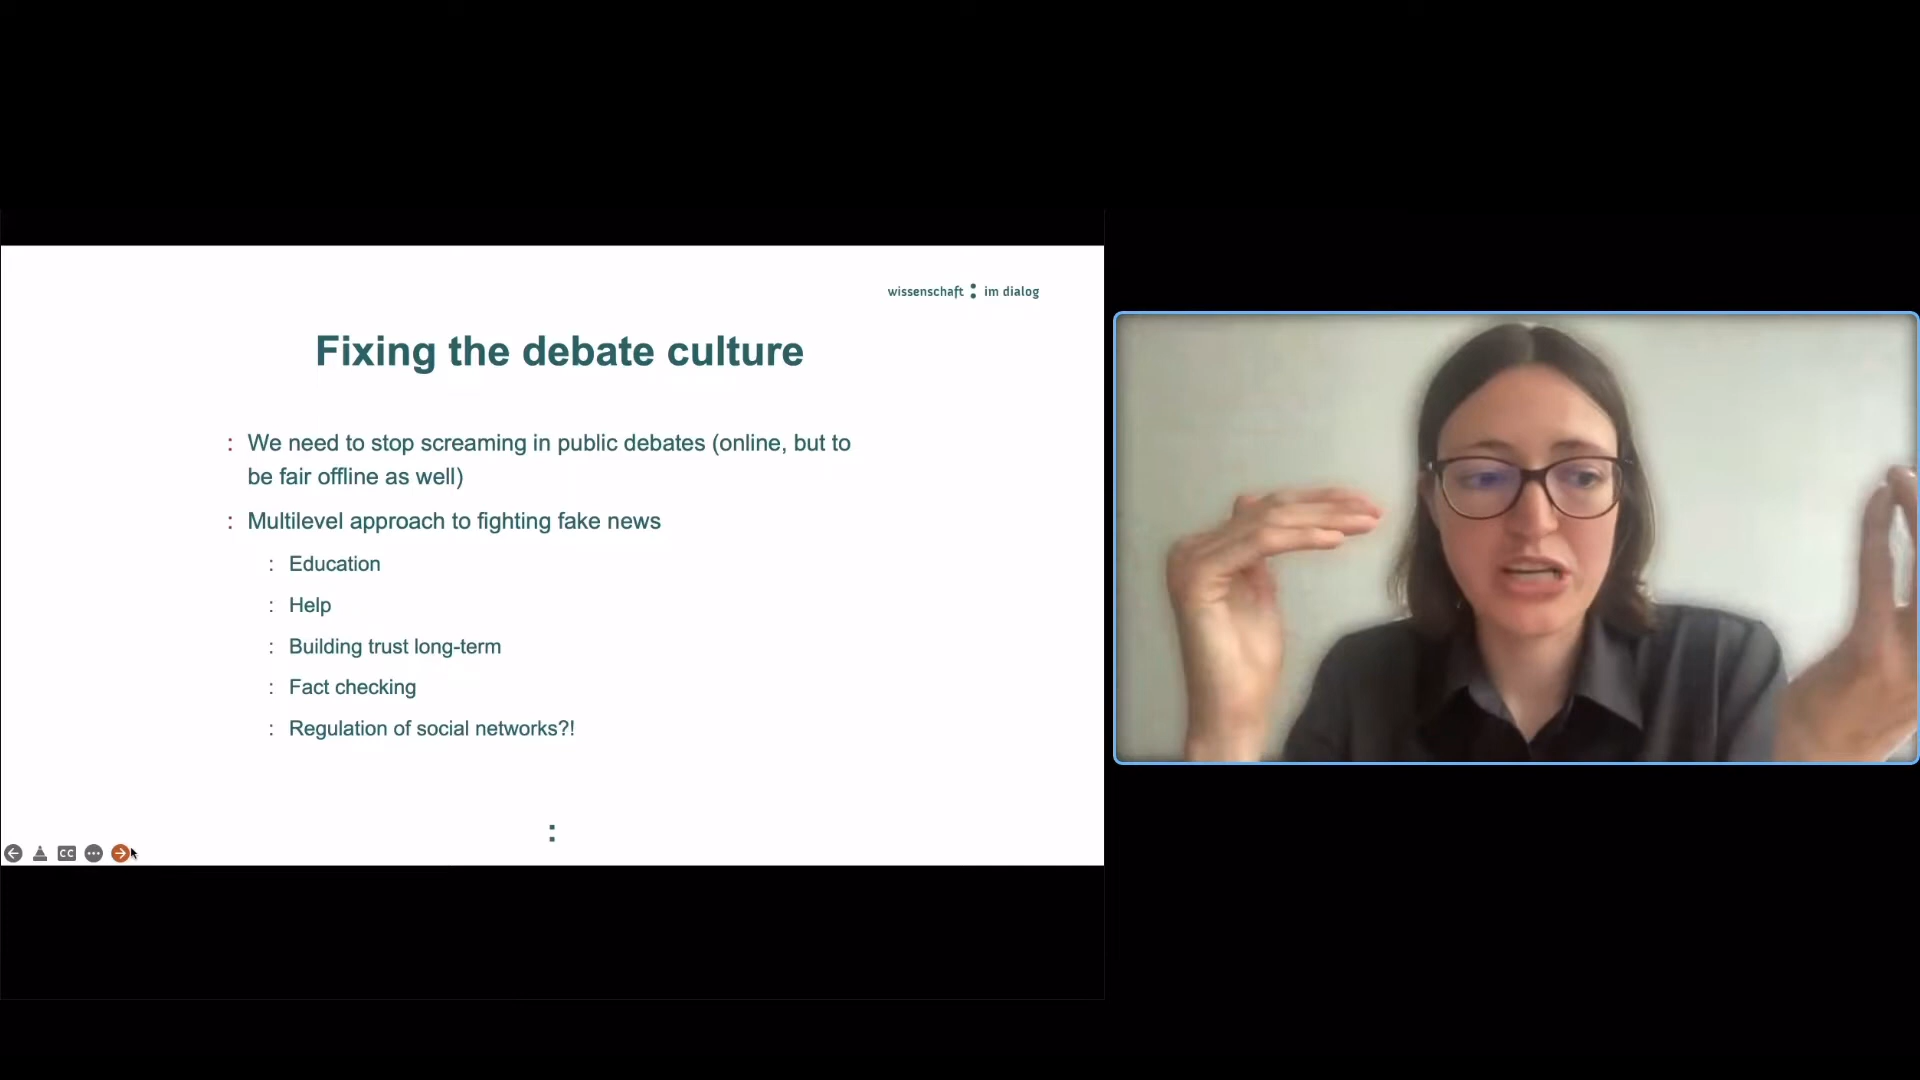 wissenschaft : im dialog
Fixing the debate culture
: We need to stop screaming in public debates (online, but to
be fair offline as well)
: Multilevel approach to fighting fake news
: Education
: Help
: Building trust long-term
: Fact checking
: Regulation of social networks?!
:
CC